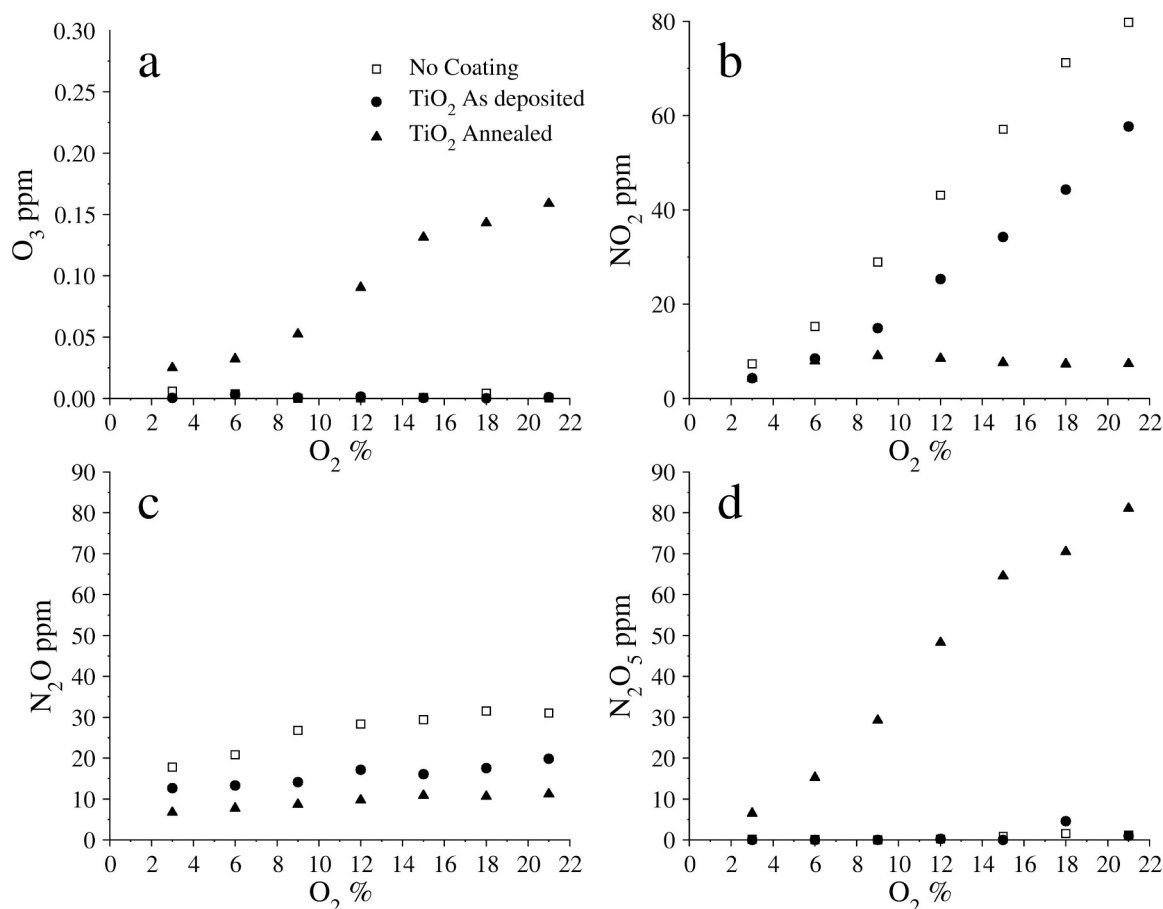 a
0.30
0.25
0.20
0.15
0.10
0.05
0.00
O₃ ppm
0 2 4 6 8 10 12 14 16 18 20 22
O₂ %
No Coating
TiO₂ As deposited
TiO₂ Annealed
b
80
60
40
20
0
NO₂ ppm
0 2 4 6 8 10 12 14 16 18 20 22
O₂ %
c
90
80
70
60
50
40
30
20
10
0
N₂O ppm
0 2 4 6 8 10 12 14 16 18 20 22
O₂ %
d
90
80
70
60
50
40
30
20
10
0
N₂O₅ ppm
0 2 4 6 8 10 12 14 16 18 20 22
O₂ %